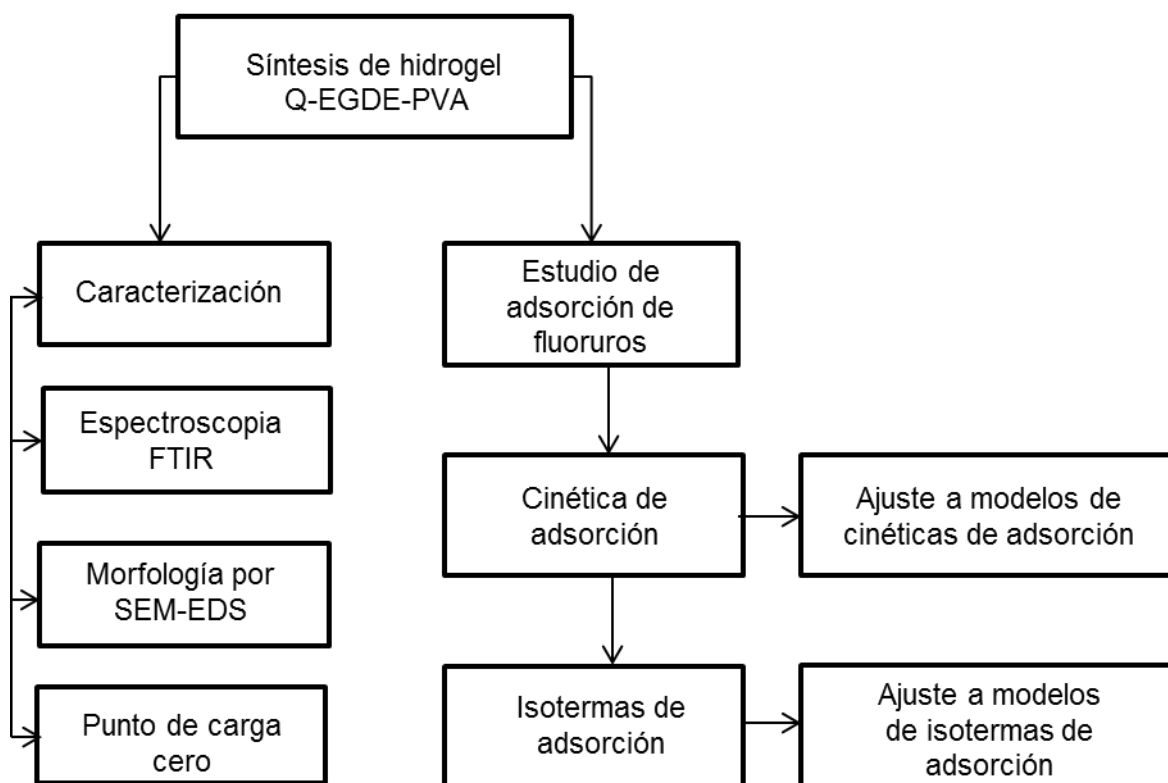 Síntesis de hidrogel
Q-EGDE-PVA
Caracterización
Espectroscopia
FTIR
Morfología por
SEM-EDS
Punto de carga
cero
Estudio de
adsorción de
fluoruros
Cinética de
adsorción
Ajuste a modelos de
cinéticas de adsorción
Isotermas de
adsorción
Ajuste a modelos
de isotermas de
adsorción